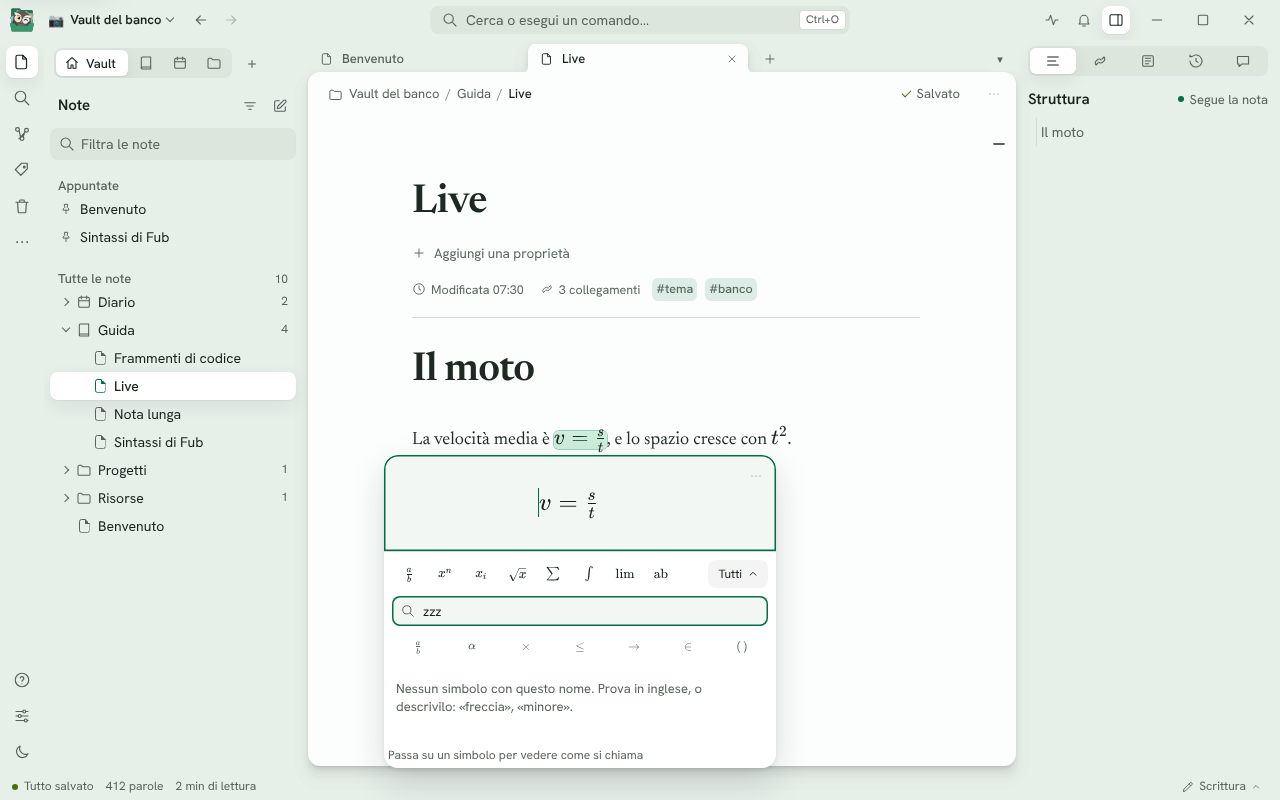 Vault del banco
Cerca o esegui un comando…
Ctrl+O
Vault
Benvenuto
Live
Note
Filtra le note
Appuntate
Benvenuto
Sintassi di Fub
Tutte le note 10
Diario 2
Guida 4
Frammenti di codice
Live
Nota lunga
Sintassi di Fub
Progetti 1
Risorse 1
Benvenuto
Vault del banco / Guida / Live
Salvato
Live
Aggiungi una proprietà
Modificata 07:30 3 collegamenti #tema #banco
Il moto
La velocità media è v = s/t, e lo spazio cresce con t².
v = s/t
a/b xⁿ xᵢ √x ∑ ∫ lim ab Tutti
zzz
a/b α × ≤ → ∈ ( )
Nessun simbolo con questo nome. Prova in inglese, o
descrivilo: «freccia», «minore».
Passa su un simbolo per vedere come si chiama
Struttura
Segue la nota
Il moto
Tutto salvato 412 parole 2 min di lettura
Scrittura